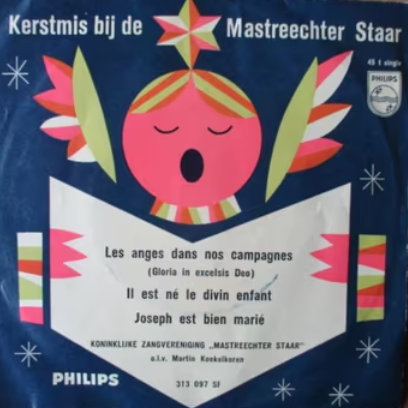 Kerstmis bij de Mastreechter Staar
45 t single
PHILIPS
Les anges dans nos campagnes
(Gloria in excelsis Deo)
Il est né le divin enfant
Joseph est bien marié
KONINKLIJKE ZANGVERENIGING „MASTREECHTER STAAR"
o.l.v. Martin Koekelkoren
PHILIPS
313 097 SF